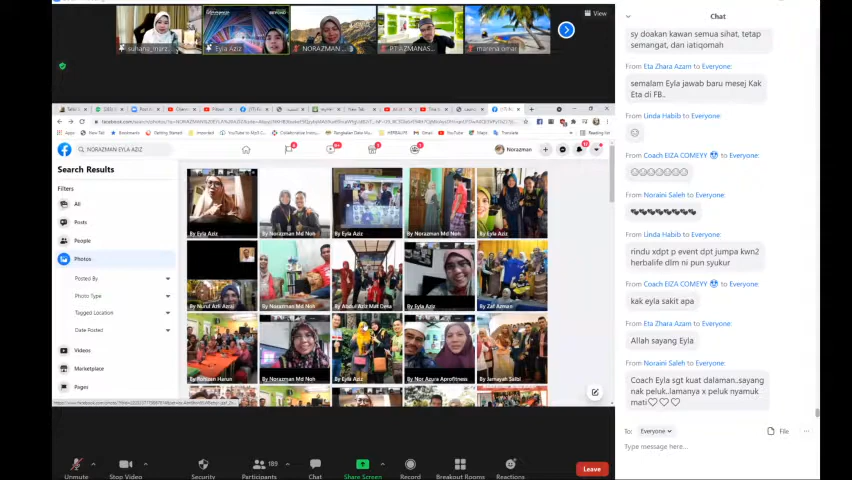 suhana_marz
Eyla Aziz
NORAZMAN
P.T AZMANAS
marena omar
View
Reading list
NORAZMAN EYLA AZIZ
Norazman
Search Results
Filters
All
Posts
People
Photos
Posted By
Photo Type
Tagged Location
Date Posted
Videos
Marketplace
Pages
By Eyla Aziz
By Norazman Md Noh
By Eyla Aziz
By Norazman Md Noh
By Eyla Aziz
By Nurul Azli Azrai
By Norazman Md Noh
By Eyla Aziz
By Zaf Azman
By Norazman Md Noh
By Eyla Aziz
By Nor Azura Aprofitness
Unmute
Stop Video
Security
Participants
189
Chat
Share Screen
Record
Breakout Rooms
Reactions
Leave
Chat
sy doakan kawan semua sihat, tetap
semangat, dan iatiqomah
From Eta Zhara Azam to Everyone:
semalam Eyla jawab baru mesej Kak
Eta di FB..
From Linda Habib to Everyone:
From Coach EIZA COMEYY to Everyone:
From Noraini Saleh to Everyone:
From Linda Habib to Everyone:
rindu xdpt p event dpt jumpa kwn2
herbalife dlm ni pun syukur
From Coach EIZA COMEYY to Everyone:
kak eyla sakit apa
From Eta Zhara Azam to Everyone:
Allah sayang Eyla
From Noraini Saleh to Everyone:
Coach Eyla sgt kuat dalaman..sayang
nak peluk..lamanya x peluk nyamuk
mati♡♡♡
To: Everyone
File
Type message here...